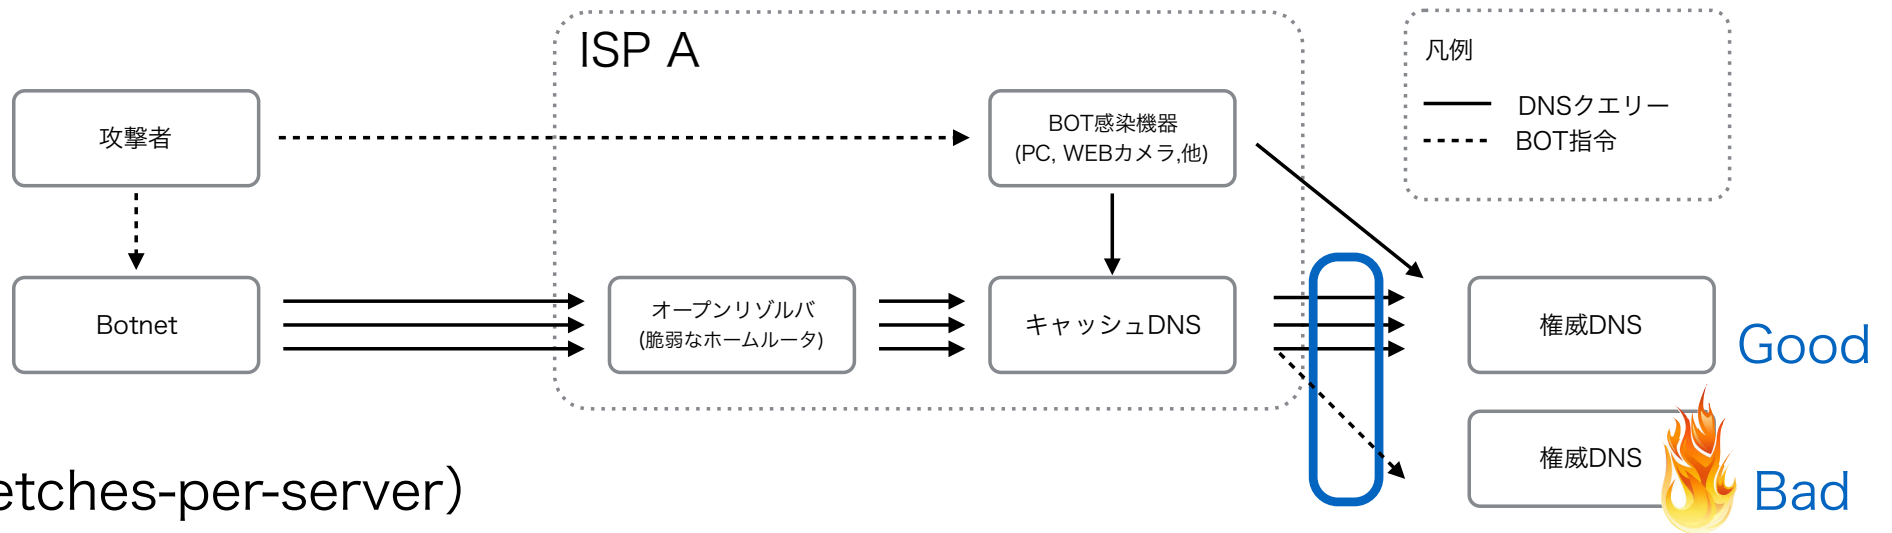 ISP A
凡例
DNSクエリー
BOT指令
攻撃者
BOT感染機器
(PC, WEBカメラ,他)
Botnet
オープンリゾルバ
(脆弱なホームルータ)
キャッシュDNS
権威DNS
Good
権威DNS
Bad
etches-per-server）